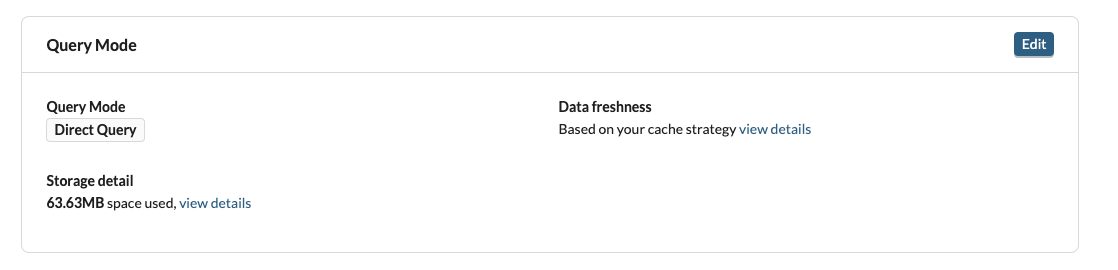 Query Mode
Edit
Query Mode
Direct Query
Data freshness
Based on your cache strategy view details
Storage detail
63.63MB space used, view details